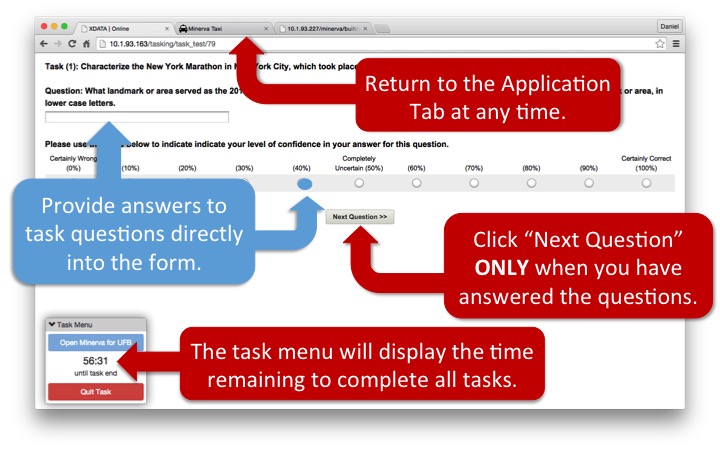 XDATA | Online
Minerva Taxi
10.1.93.227/minerva/built
Daniel
10.1.93.163/tasking/task_test/79
Task (1): Characterize the New York Marathon in N York City, which took plac
Return to the Application
Tab at any time.
Question: What landmark or area served as the 201 k or area, in
lower case letters.
Please use below to indicate indicate your level of confidence in your answer for this question.
Certainly Wrong
(0%)
(10%)
(20%)
(30%)
(40%)
Completely
Uncertain (50%)
(60%)
(70%)
(80%)
(90%)
Certainly Correct
(100%)
Provide answers to
task questions directly
into the form.
Next Question >>
Click “Next Question”
ONLY when you have
answered the questions.
Task Menu
Open Minerva for UFB
56:31
until task end
Quit Task
The task menu will display the time
remaining to complete all tasks.